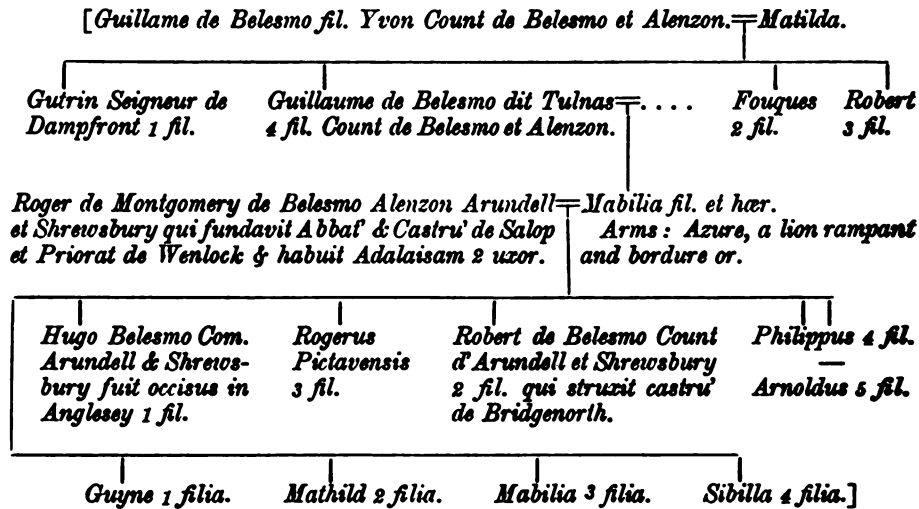 [Guillame de Belesmo fil. Yvon Count de Belesmo et Alenzon.=Matilda.
Gutrin Seigneur de Dampfront 1 fil.
Guillaume de Belesmo dit Tulnas=....
4 fil. Count de Belesmo et Alenzon.
Fouques
2 fil.
Robert
3 fil.
Roger de Montgomery de Belesmo Alenzon Arundell=Mabilia fil. et hær.
et Shrewsbury qui fundavit Abbat' & Castru' de Salop
et Priorat de Wenlock & habuit Adalaisam 2 uxor.
Arms: Azure, a lion rampant
and bordure or.
Hugo Belesmo Com.
Arundell & Shrews-
bury fuit occisus in
Anglesey 1 fil.
Rogerus
Pictavensis
3 fil.
Robert de Belesmo Count
d'Arundell et Shrewsbury
2 fil. qui struxit castru'
de Bridgenorth.
Philippus 4 fil.
—
Arnoldus 5 fil.
Guyne 1 filia.
Mathild 2 filia.
Mabilia 3 filia.
Sibilla 4 filia.]